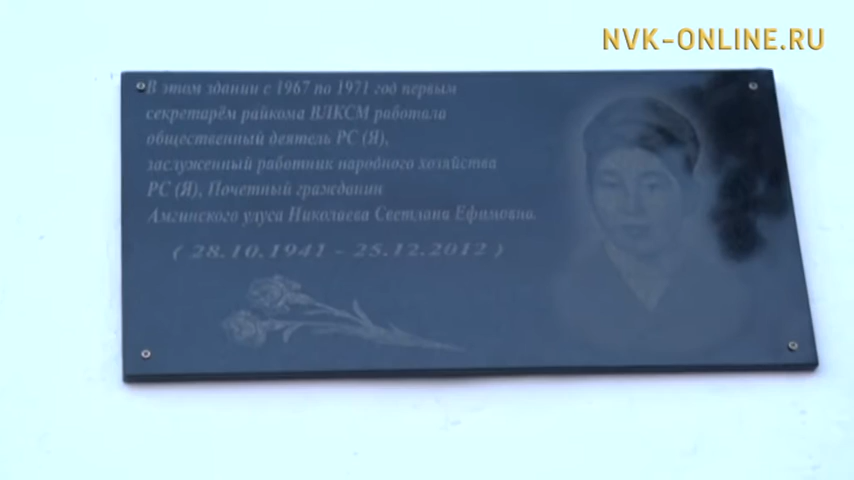 NVK-ONLINE.RU
В этом здании с 1967 по 1971 год первым
секретарём райкома ВЛКСМ работала
общественный деятель РС (Я),
заслуженный работник народного хозяйства
РС (Я), Почетный гражданин
Амгинского улуса Николаева Светлана Ефимовна.
( 28.10.1941 - 25.12.2012 )